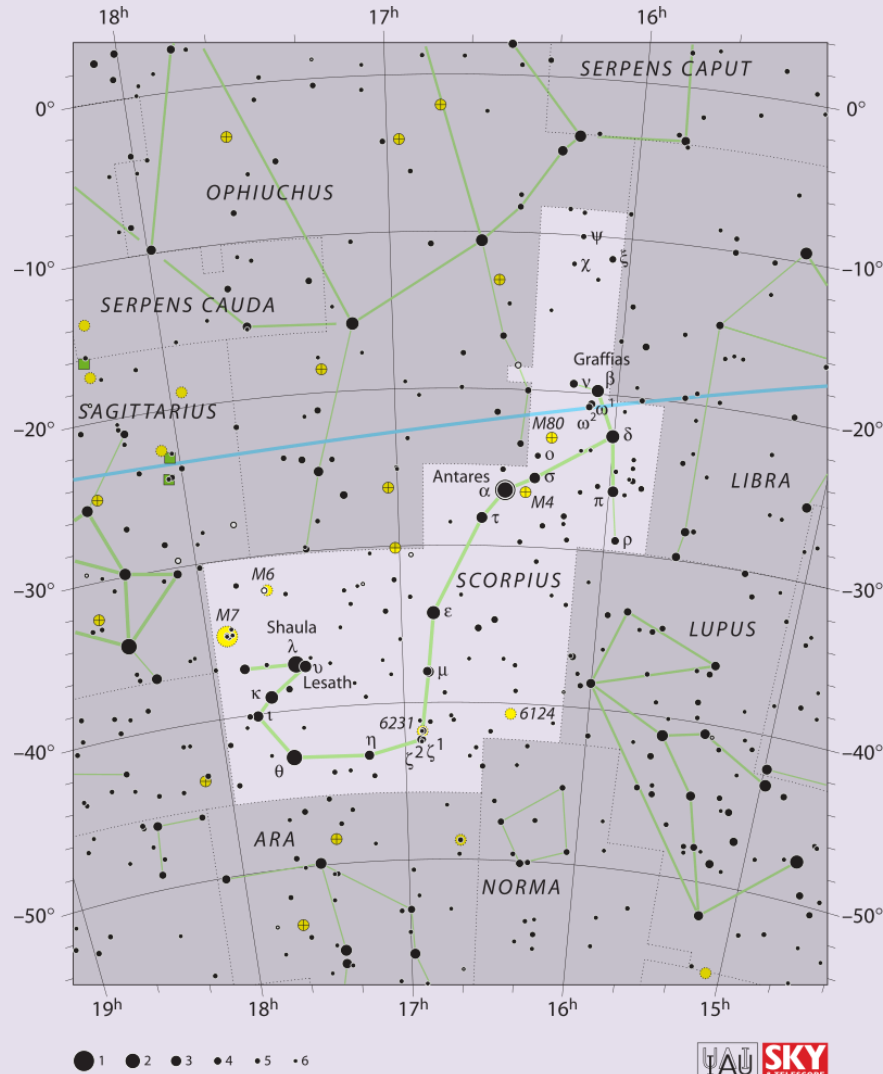 18h 17h 16h
SERPENS CAPUT
0° 0°
OPHIUCHUS
ψ
χ ξ
–10° –10°
SERPENS CAUDA
Graffias
ν β
SAGITTARIUS
ω² ω¹
M80
–20° –20°
δ
ο
Antares σ
α M4 π
LIBRA
τ
ρ
M6 SCORPIUS
–30° –30°
M7 ε
Shaula LUPUS
λ υ
Lesath μ
κ
ι 6231 6124
–40° –40°
θ η ζ² ζ¹
ARA
NORMA
–50° –50°
19h 18h 17h 16h 15h
1 2 3 4 5 6
IAU
SKY